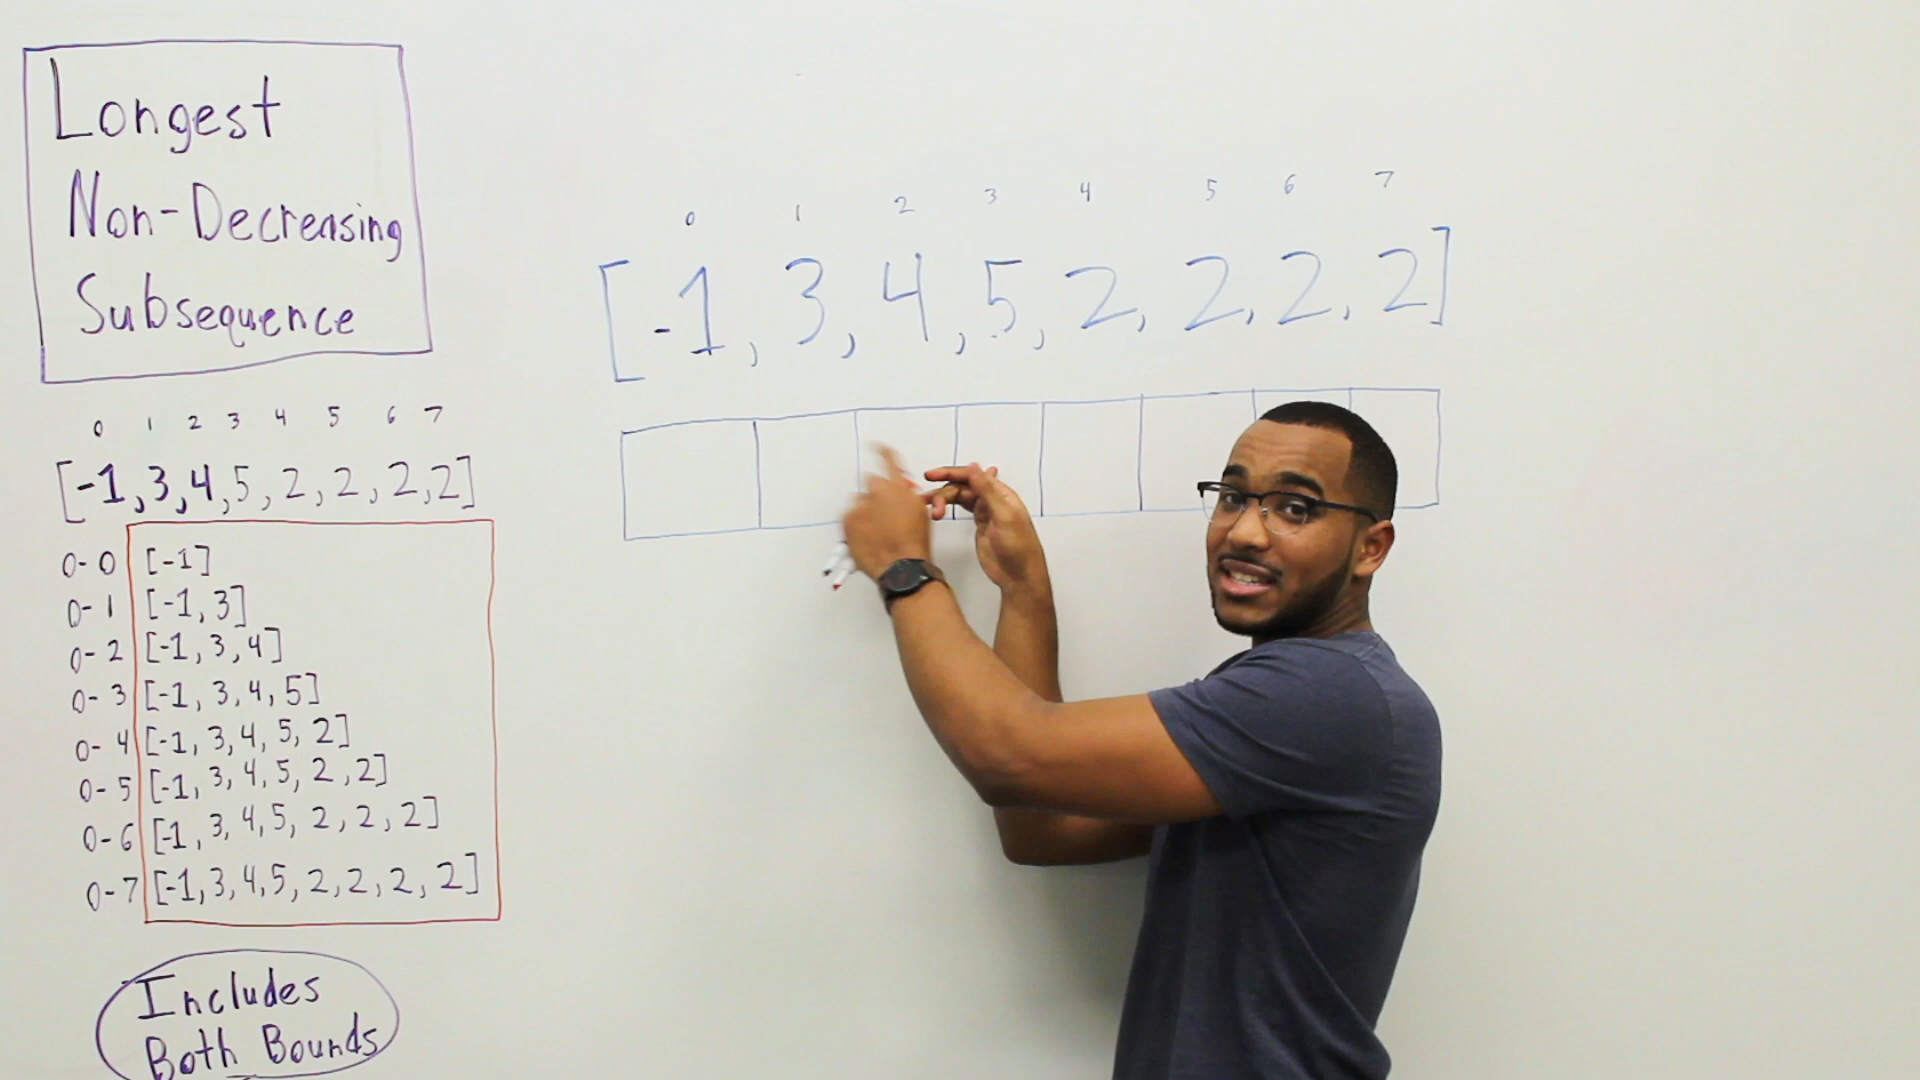 Longest
Non-Decreasing
Subsequence
0 1 2 3 4 5 6 7
[-1,3,4,5,2,2,2,2]
0-0 [-1]
0-1 [-1,3]
0-2 [-1,3,4]
0-3 [-1,3,4,5]
0-4 [-1,3,4,5,2]
0-5 [-1,3,4,5,2,2]
0-6 [-1,3,4,5,2,2,2]
0-7 [-1,3,4,5,2,2,2,2]
Includes
Both Bounds
0 1 2 3 4 5 6 7
[-1,3,4,5,2,2,2,2]